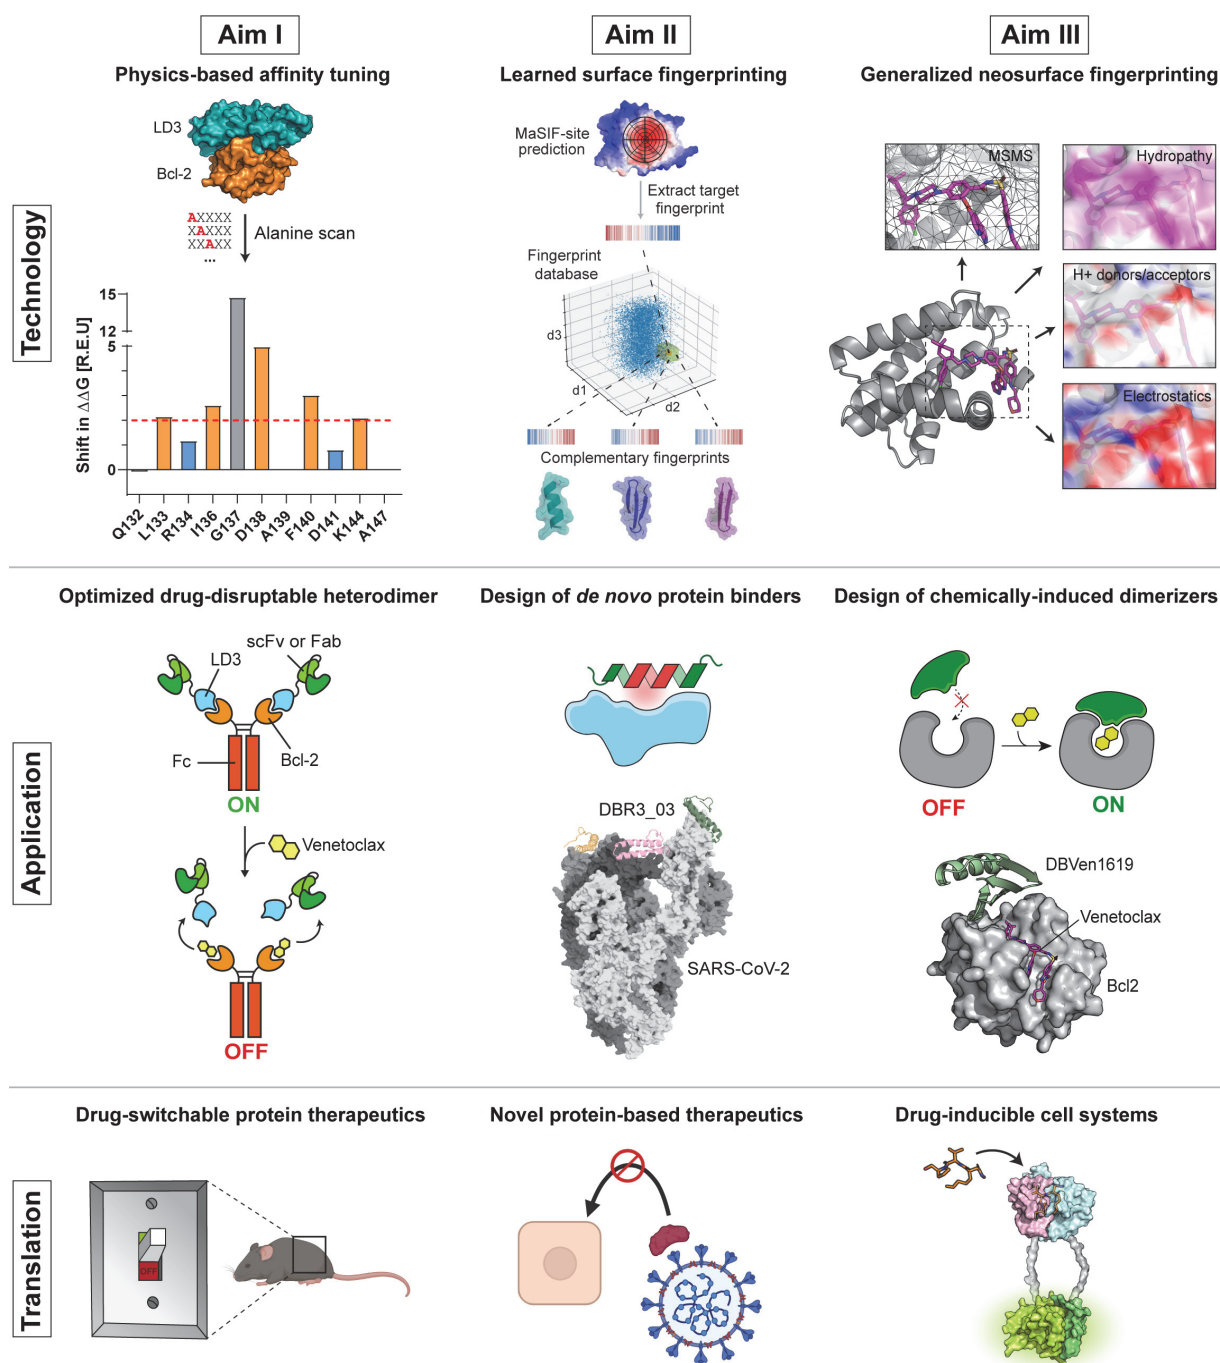 Aim I
Aim II
Aim III
Physics-based affinity tuning
Learned surface fingerprinting
Generalized neosurface fingerprinting
Technology
LD3
Bcl-2
AXXXX
XAXXX
XXAXX
...
Alanine scan
Shift in ΔΔG [R.E.U]
15
12
5
0
Q132
L133
R134
I136
G137
D138
A139
F140
D141
K144
A147
MaSIF-site
prediction
Extract target
fingerprint
Fingerprint
database
d3
d1
d2
Complementary fingerprints
MSMS
Hydropathy
H+ donors/acceptors
Electrostatics
Application
Optimized drug-disruptable heterodimer
Design of de novo protein binders
Design of chemically-induced dimerizers
scFv or Fab
LD3
Fc
Bcl-2
ON
Venetoclax
OFF
DBR3_03
SARS-CoV-2
OFF
ON
DBVen1619
Venetoclax
Bcl2
Translation
Drug-switchable protein therapeutics
Novel protein-based therapeutics
Drug-inducible cell systems
OFF